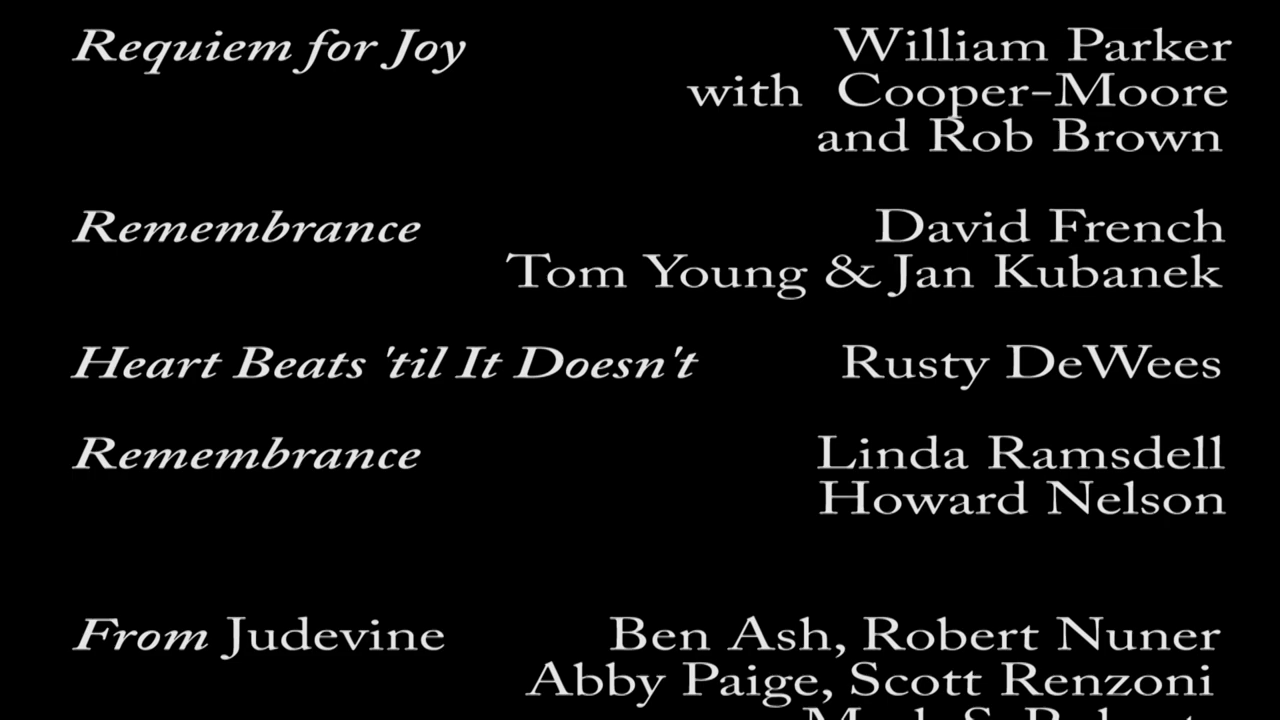 Requiem for Joy William Parker
with Cooper-Moore
and Rob Brown
Remembrance David French
Tom Young & Jan Kubanek
Heart Beats 'til It Doesn't Rusty DeWees
Remembrance Linda Ramsdell
Howard Nelson
From Judevine Ben Ash, Robert Nuner
Abby Paige, Scott Renzoni